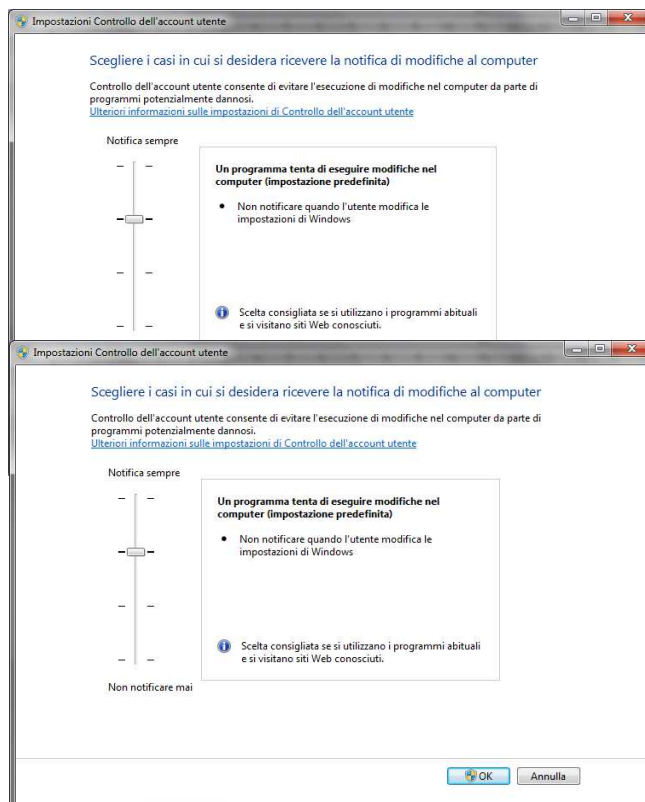 Impostazioni Controllo dell'account utente
Scegliere i casi in cui si desidera ricevere la notifica di modifiche al computer
Controllo dell'account utente consente di evitare l'esecuzione di modifiche nel computer da parte di
programmi potenzialmente dannosi.
Ulteriori informazioni sulle impostazioni di Controllo dell'account utente
Notifica sempre
Un programma tenta di eseguire modifiche nel
computer (impostazione predefinita)
• Non notificare quando l'utente modifica le
impostazioni di Windows
Scelta consigliata se si utilizzano i programmi abituali
e si visitano siti Web conosciuti.
Impostazioni Controllo dell'account utente
Scegliere i casi in cui si desidera ricevere la notifica di modifiche al computer
Controllo dell'account utente consente di evitare l'esecuzione di modifiche nel computer da parte di
programmi potenzialmente dannosi.
Ulteriori informazioni sulle impostazioni di Controllo dell'account utente
Notifica sempre
Un programma tenta di eseguire modifiche nel
computer (impostazione predefinita)
• Non notificare quando l'utente modifica le
impostazioni di Windows
Scelta consigliata se si utilizzano i programmi abituali
e si visitano siti Web conosciuti.
Non notificare mai
OK Annulla